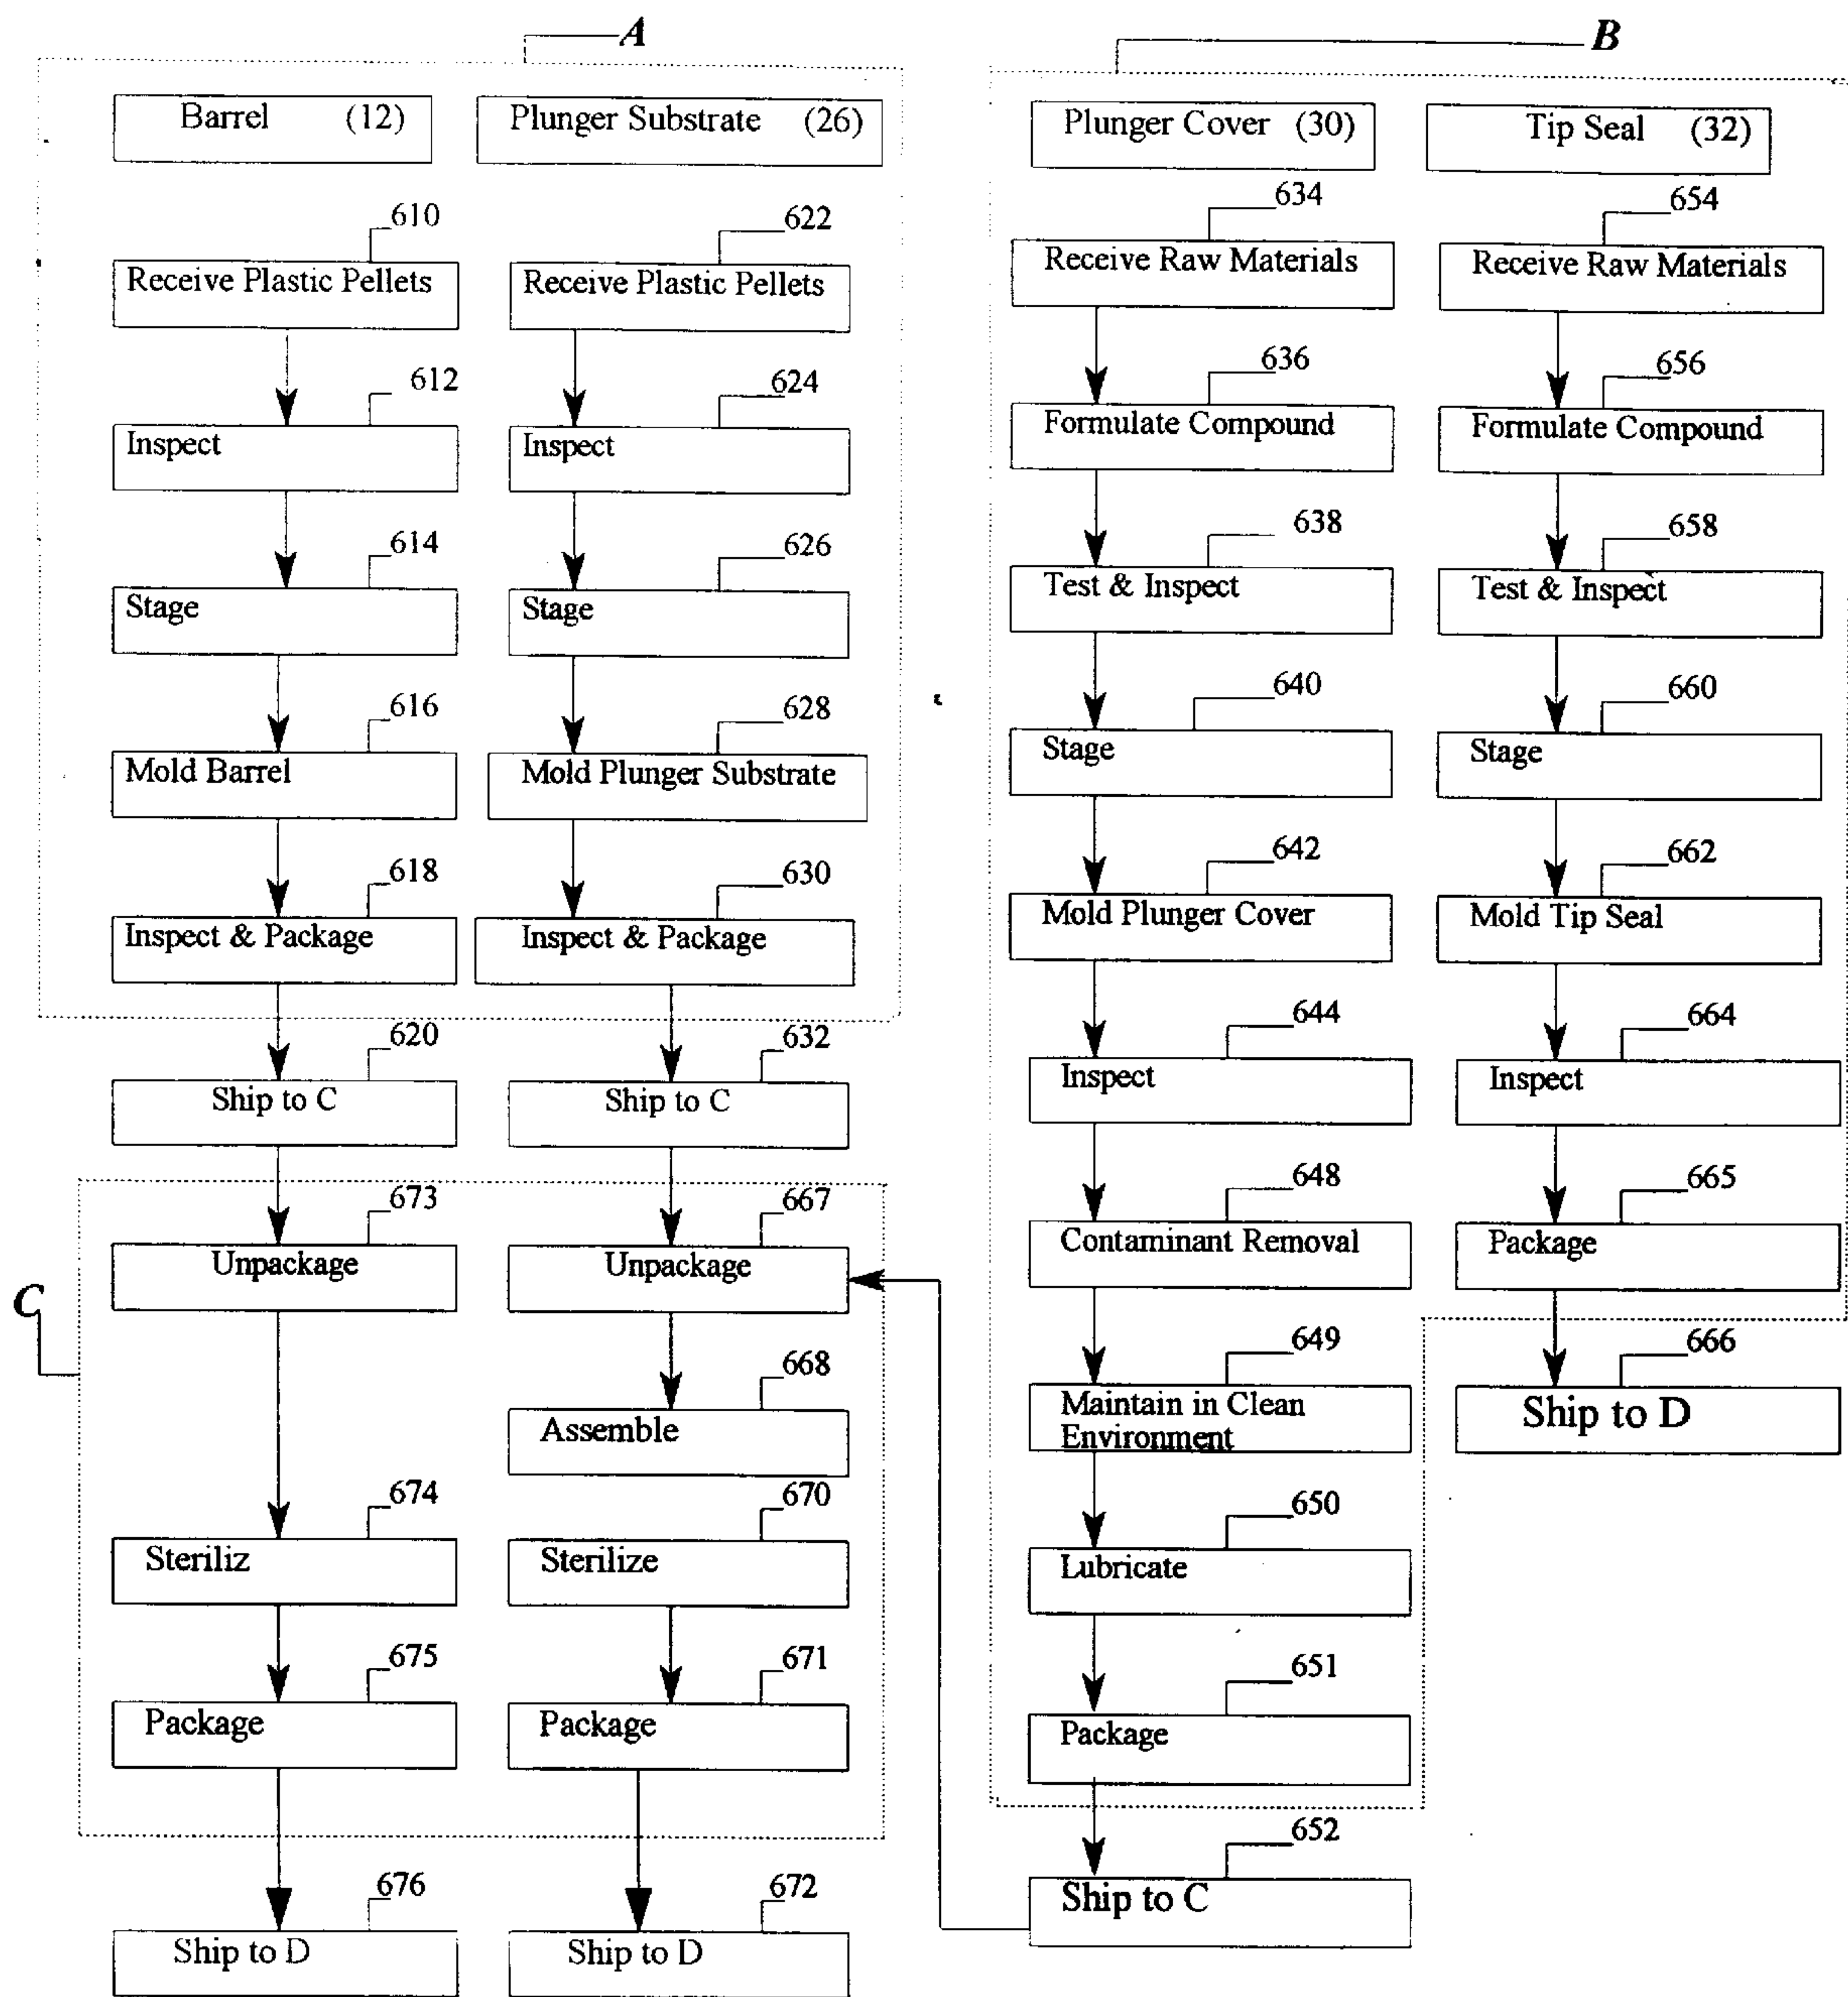 A
Barrel (12)
Plunger Substrate (26)
610
Receive Plastic Pellets
612
Inspect
614
Stage
616
Mold Barrel
618
Inspect & Package
620
Ship to C
622
Receive Plastic Pellets
624
Inspect
626
Stage
628
Mold Plunger Substrate
630
Inspect & Package
632
Ship to C
B
Plunger Cover (30)
Tip Seal (32)
634
Receive Raw Materials
636
Formulate Compound
638
Test & Inspect
640
Stage
642
Mold Plunger Cover
644
Inspect
648
Contaminant Removal
649
Maintain in Clean
Environment
650
Lubricate
651
Package
652
Ship to C
654
Receive Raw Materials
656
Formulate Compound
658
Test & Inspect
660
Stage
662
Mold Tip Seal
664
Inspect
665
Package
666
Ship to D
C
673
Unpackage
674
Steriliz
675
Package
676
Ship to D
667
Unpackage
668
Assemble
670
Sterilize
671
Package
672
Ship to D